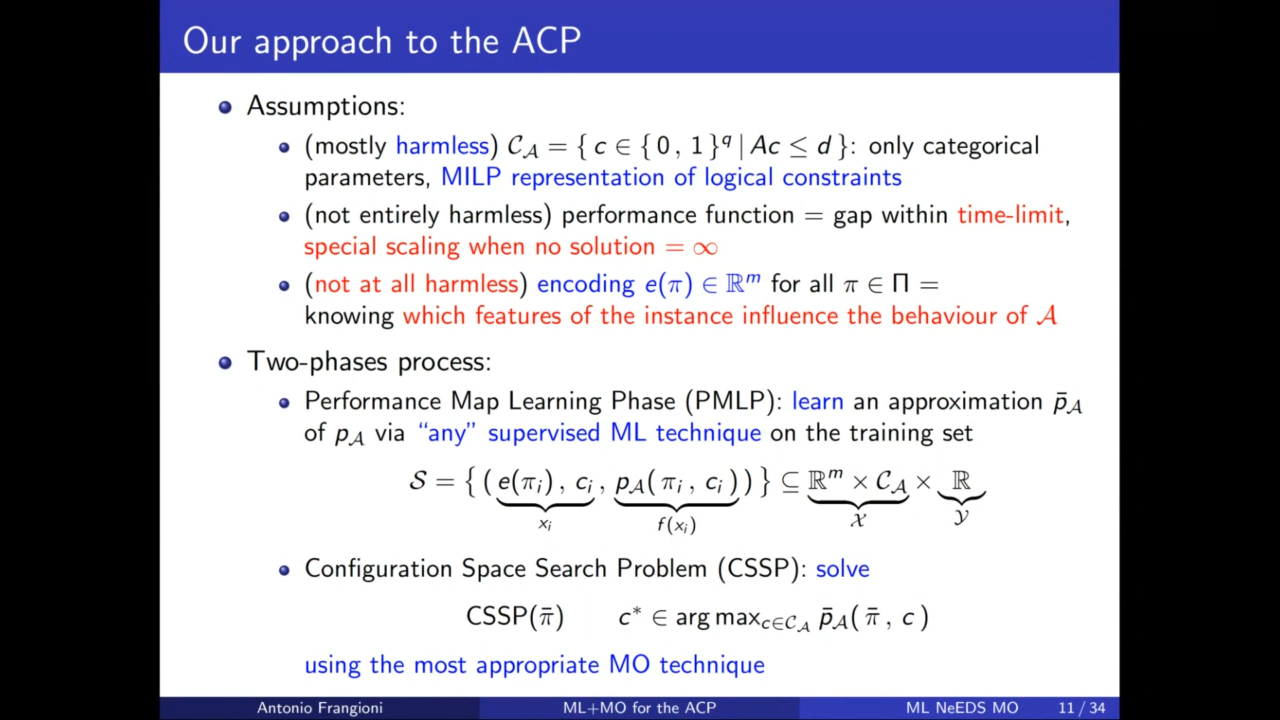 Our approach to the ACP
Assumptions:
(mostly harmless) 𝒞_𝒜 = { c ∈ { 0 , 1 }^q | Ac ≤ d }: only categorical
parameters, MILP representation of logical constraints
(not entirely harmless) performance function = gap within time-limit,
special scaling when no solution = ∞
(not at all harmless) encoding e(π) ∈ ℝ^m for all π ∈ Π =
knowing which features of the instance influence the behaviour of 𝒜
Two-phases process:
Performance Map Learning Phase (PMLP): learn an approximation p̄_𝒜
of p_𝒜 via “any” supervised ML technique on the training set
𝒮 = { ( e(π_i) , c_i , p_𝒜( π_i , c_i ) ) } ⊆ ℝ^m × 𝒞_𝒜 × ℝ
x_i f(x_i) 𝒳 𝒴
Configuration Space Search Problem (CSSP): solve
CSSP(π̄) c* ∈ arg max_{c∈𝒞_𝒜} p̄_𝒜( π̄ , c )
using the most appropriate MO technique
Antonio Frangioni ML+MO for the ACP ML NeEDS MO 11 / 34